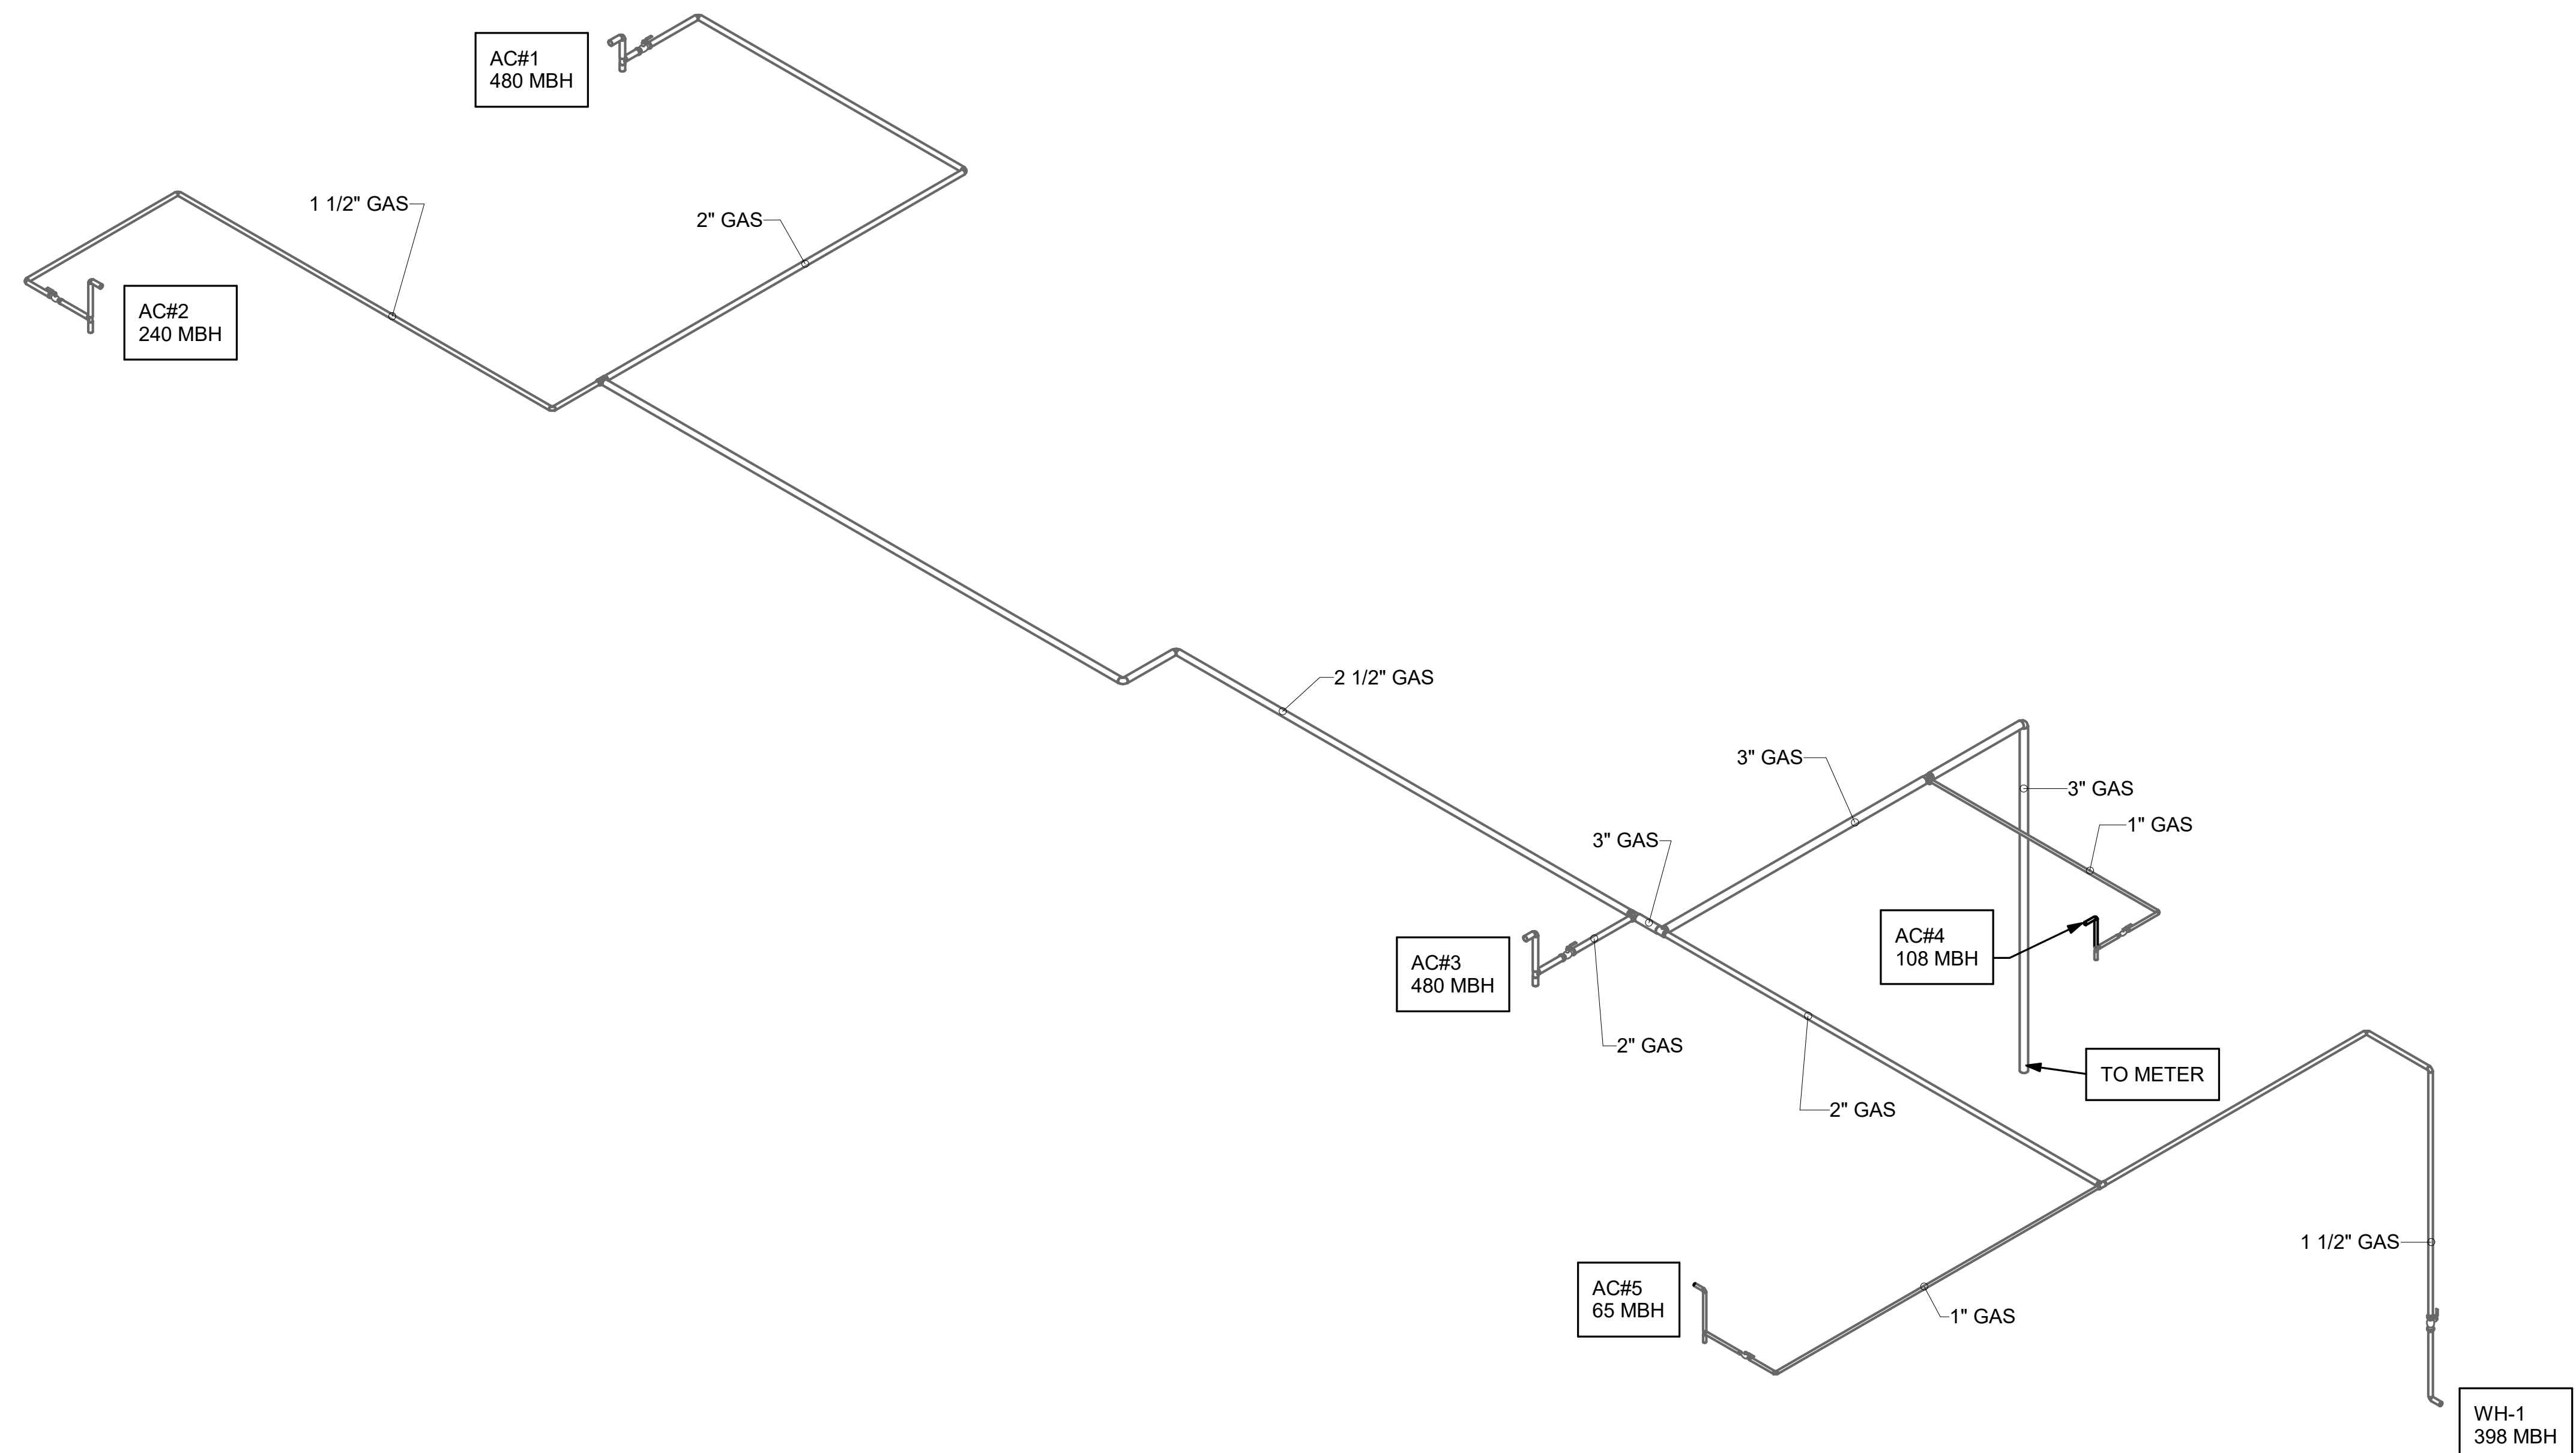 AC#1
480 MBH
1 1/2" GAS
2" GAS
AC#2
240 MBH
2 1/2" GAS
3" GAS
3" GAS
1" GAS
3" GAS
AC#4
108 MBH
AC#3
480 MBH
2" GAS
TO METER
2" GAS
1 1/2" GAS
AC#5
65 MBH
1" GAS
WH-1
398 MBH